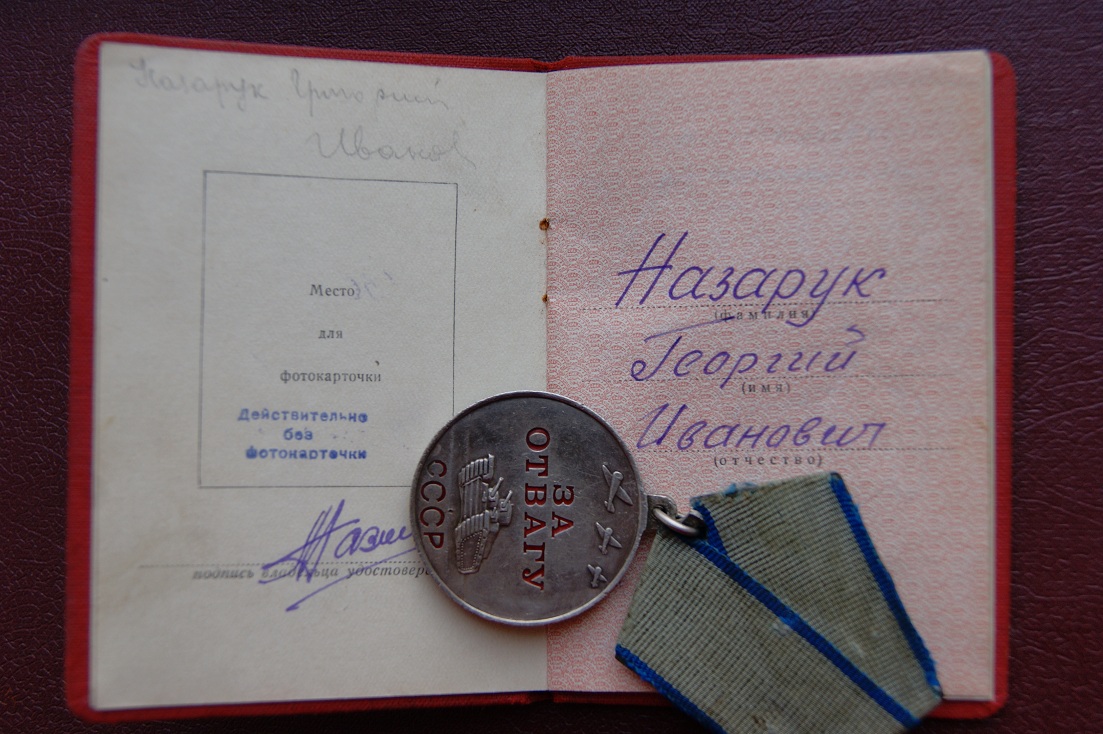 Назарук Григорий
Иванов
Место
для
фотокарточки
Действительно
без
фотокарточки
подпись владельца
Назарук
(фамилия)
Георгий
(имя)
Иванович
(отчество)
ЗА
ОТВАГУ
СССР